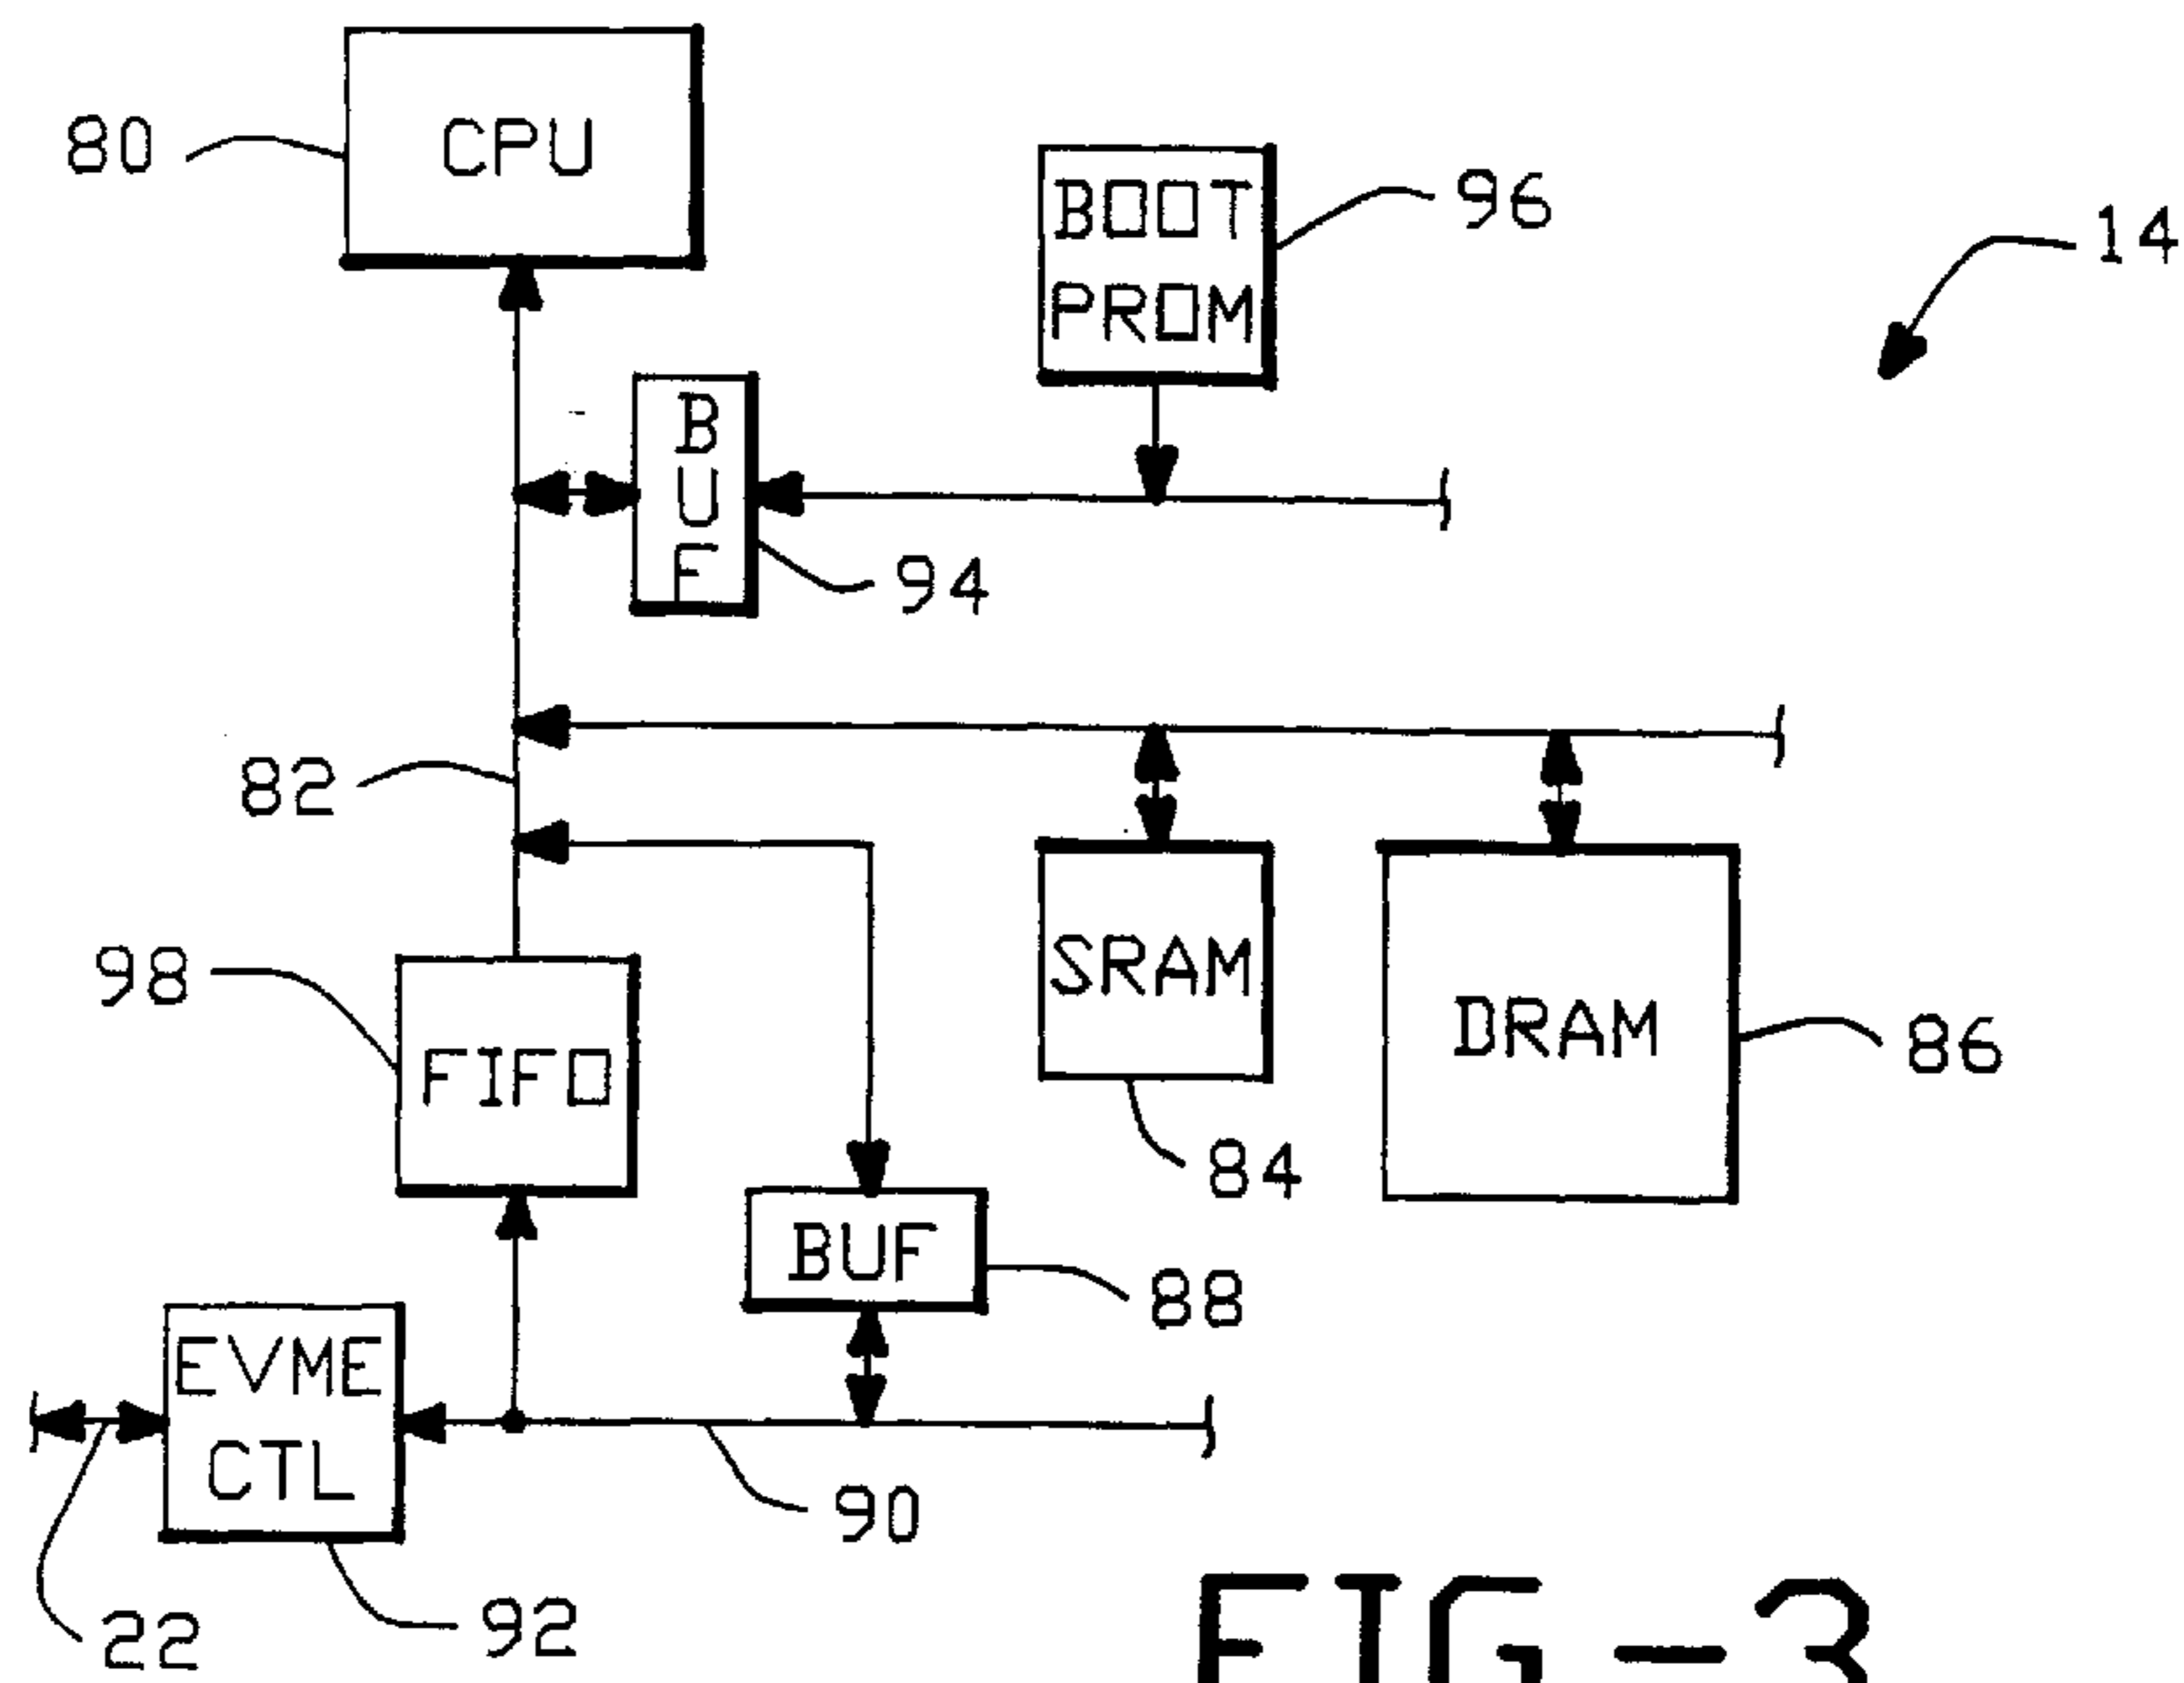 80
CPU
BOOT
PROM
96
14
BUF
94
82
98
FIFO
SRAM
DRAM
86
84
BUF
88
EVME
CTL
90
22
92
FIG-3